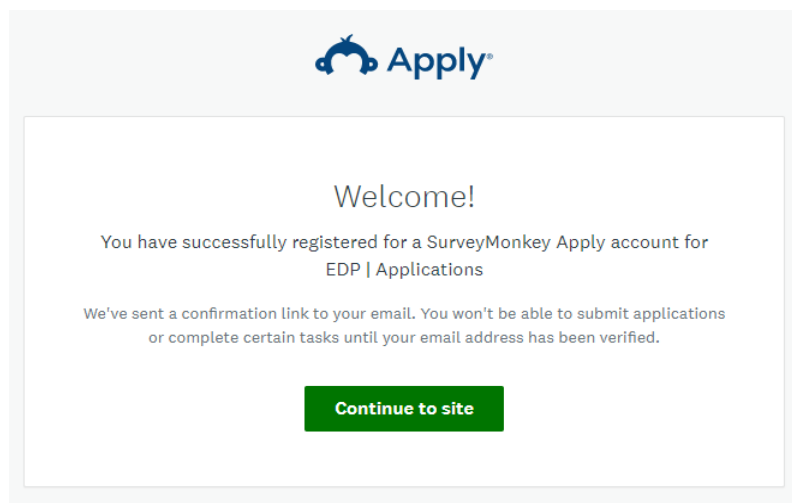 Apply®
Welcome!
You have successfully registered for a SurveyMonkey Apply account for
EDP | Applications
We've sent a confirmation link to your email. You won't be able to submit applications
or complete certain tasks until your email address has been verified.
Continue to site